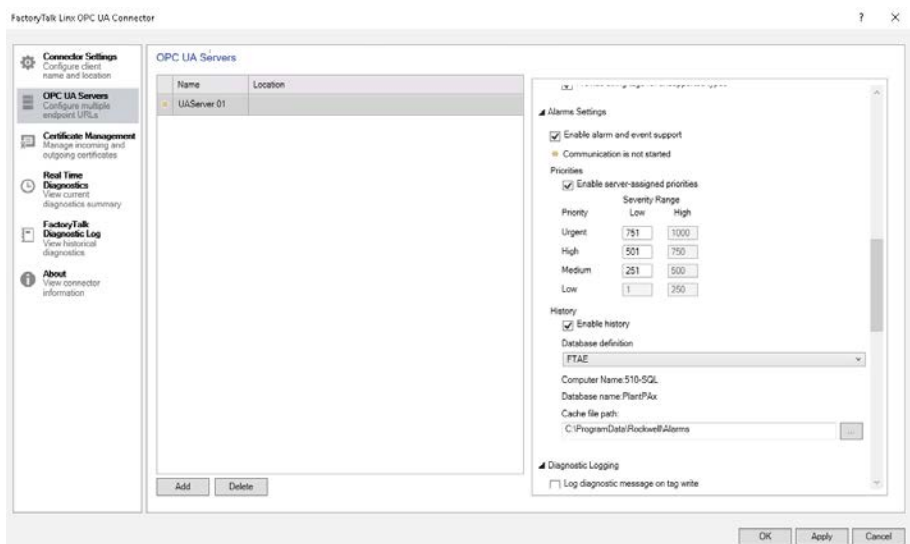 FactoryTalk Linx OPC UA Connector
? ×
Connector Settings
Configure client
name and location
OPC UA Servers
Configure multiple
endpoint URLs
Certificate Management
Manage incoming and
outgoing certificates
Real Time
Diagnostics
View current
diagnostics summary
FactoryTalk
Diagnostic Log
View historical
diagnostics
About
View connector
information
OPC UA Servers
Name Location
UAServer 01
Add Delete
Alarms Settings
Enable alarm and event support
Communication is not started
Priorities
Enable server-assigned priorities
Severity Range
Priority Low High
Urgent 751 1000
High 501 750
Medium 251 500
Low 1 250
History
Enable history
Database definition
FTAE
Computer Name:510-SQL
Database name:PlantPAx
Cache file path:
C:\ProgramData\Rockwell\Alarms
...
Diagnostic Logging
Log diagnostic message on tag write
OK Apply Cancel